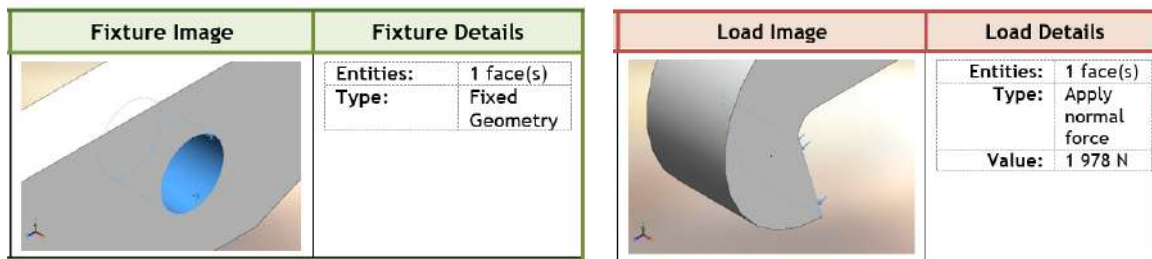 Fixture Image
Fixture Details
Entities: 1 face(s)
Type: Fixed
Geometry
Load Image
Load Details
Entities: 1 face(s)
Type: Apply
normal
force
Value: 1 978 N